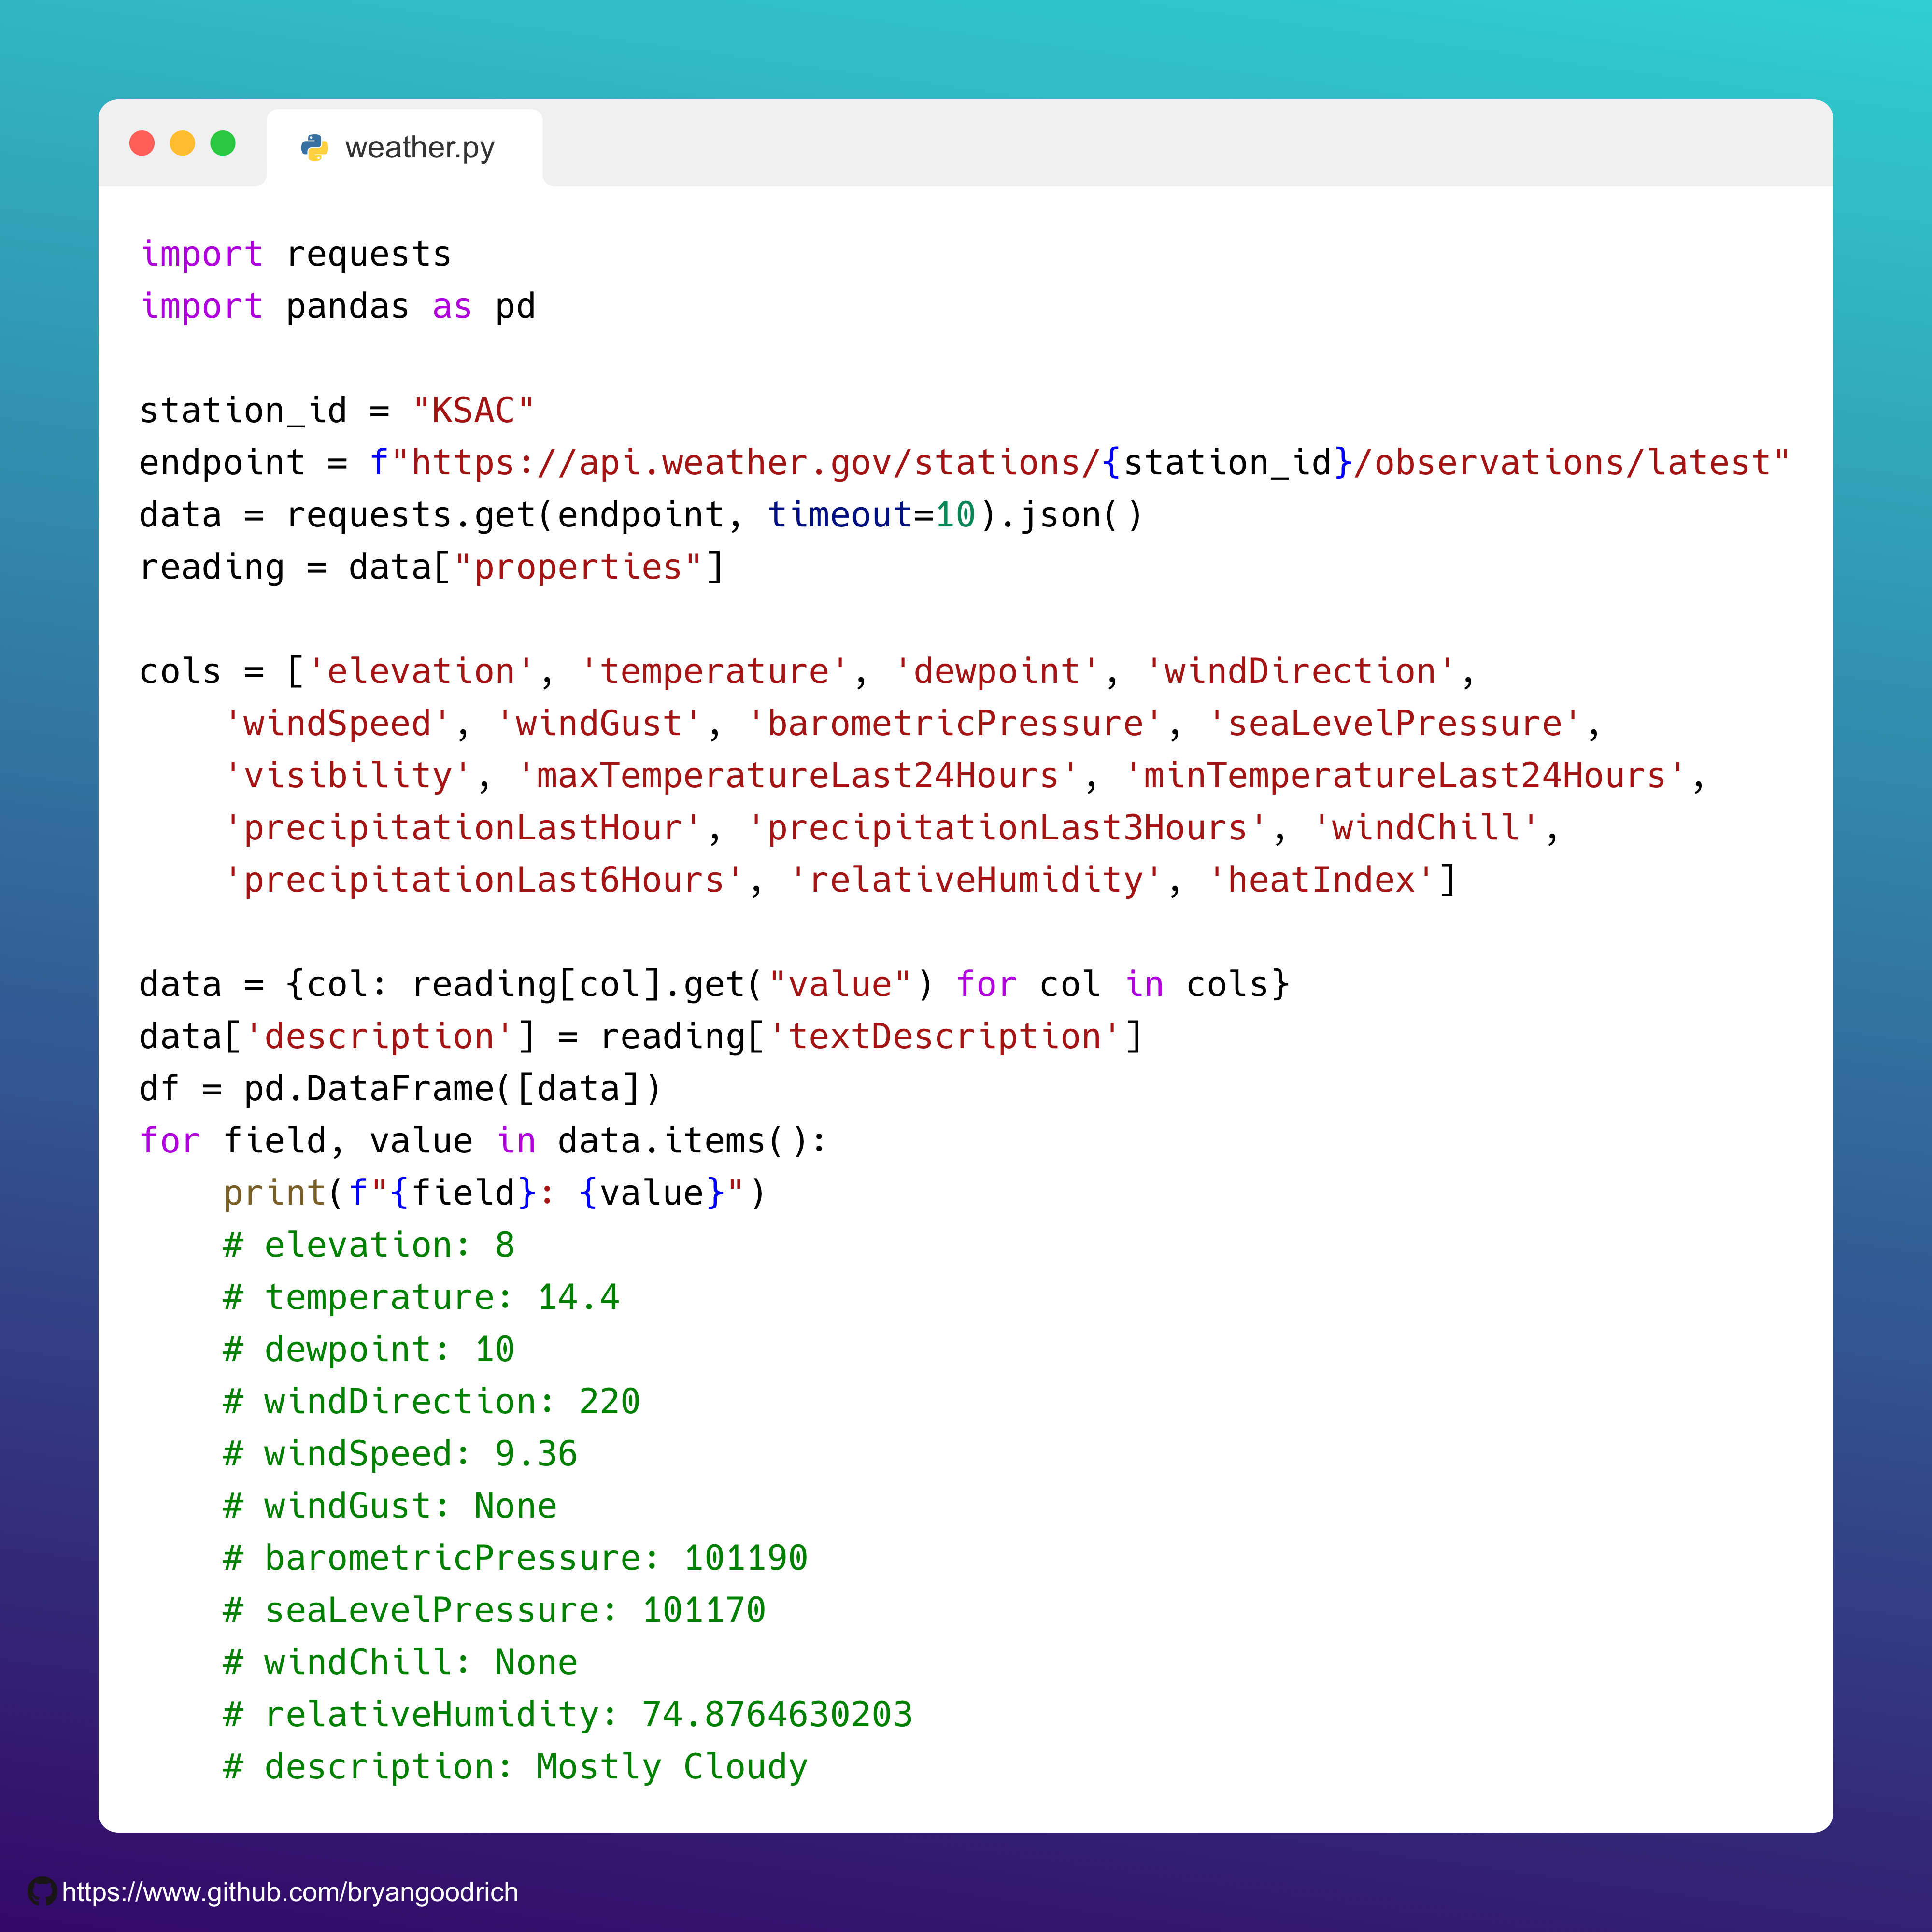 weather.py
import requests
import pandas as pd
station_id = "KSAC"
endpoint = f"https://api.weather.gov/stations/{station_id}/observations/latest"
data = requests.get(endpoint, timeout=10).json()
reading = data["properties"]
cols = ['elevation', 'temperature', 'dewpoint', 'windDirection',
    'windSpeed', 'windGust', 'barometricPressure', 'seaLevelPressure',
    'visibility', 'maxTemperatureLast24Hours', 'minTemperatureLast24Hours',
    'precipitationLastHour', 'precipitationLast3Hours', 'windChill',
    'precipitationLast6Hours', 'relativeHumidity', 'heatIndex']
data = {col: reading[col].get("value") for col in cols}
data['description'] = reading['textDescription']
df = pd.DataFrame([data])
for field, value in data.items():
    print(f"{field}: {value}")
    # elevation: 8
    # temperature: 14.4
    # dewpoint: 10
    # windDirection: 220
    # windSpeed: 9.36
    # windGust: None
    # barometricPressure: 101190
    # seaLevelPressure: 101170
    # windChill: None
    # relativeHumidity: 74.8764630203
    # description: Mostly Cloudy
https://www.github.com/bryangoodrich